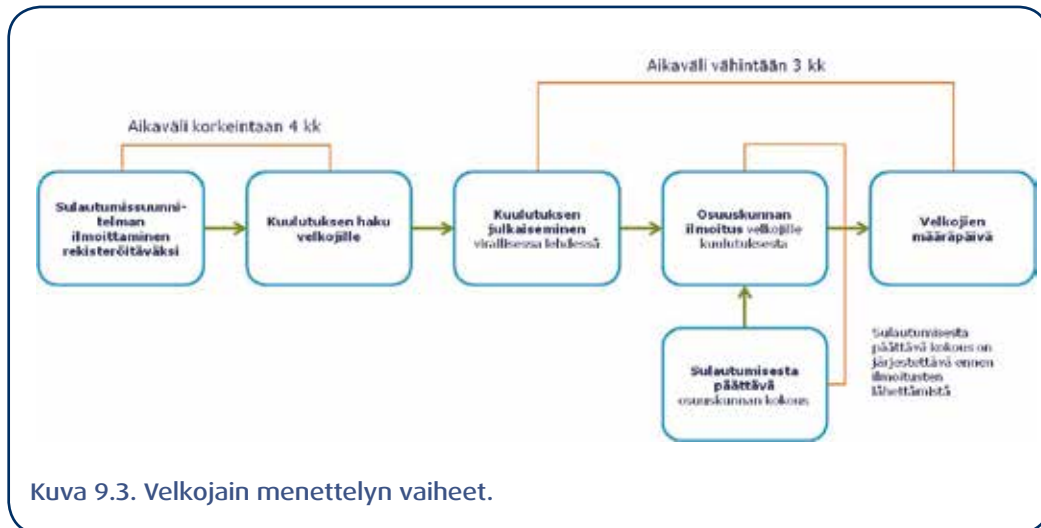 Aikaväli vähintään 3 kk
Aikaväli korkeintaan 4 kk
Sulautumissuunni-
telman
ilmoittaminen
rekisteröitäväksi
Kuulutuksen haku
velkojille
Kuulutuksen
julkaiseminen
virallisessa lehdessä
Osuuskunnan
ilmoitus velkojille
kuulutuksesta
Velkojien
määräpäivä
Sulautumisesta
päättävä
osuuskunnan kokous
Sulautumisesta
päättävä kokous on
järjestettävä ennen
ilmoitusten
lähettämistä
Kuva 9.3. Velkojain menettelyn vaiheet.